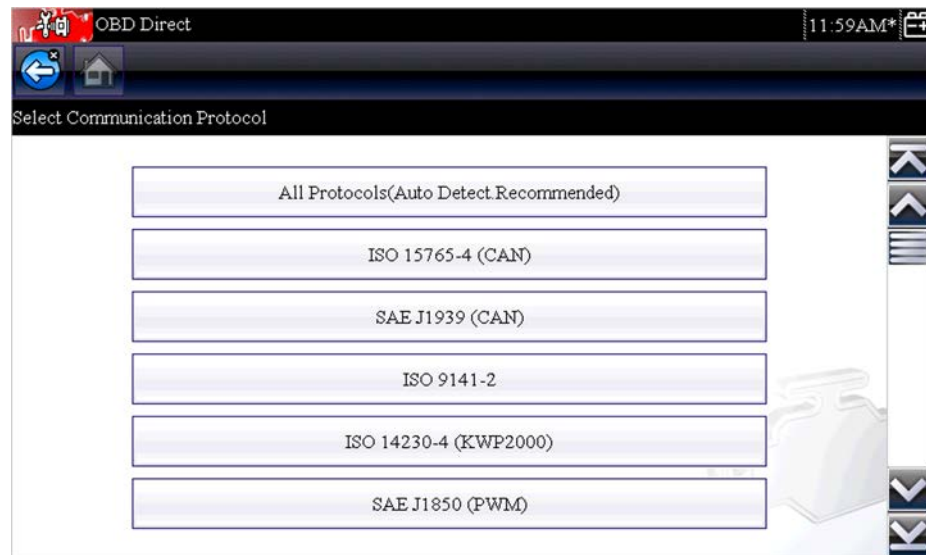 OBD Direct
11:59AM*
Select Communication Protocol
All Protocols(Auto Detect.Recommended)
ISO 15765-4 (CAN)
SAE J1939 (CAN)
ISO 9141-2
ISO 14230-4 (KWP2000)
SAE J1850 (PWM)